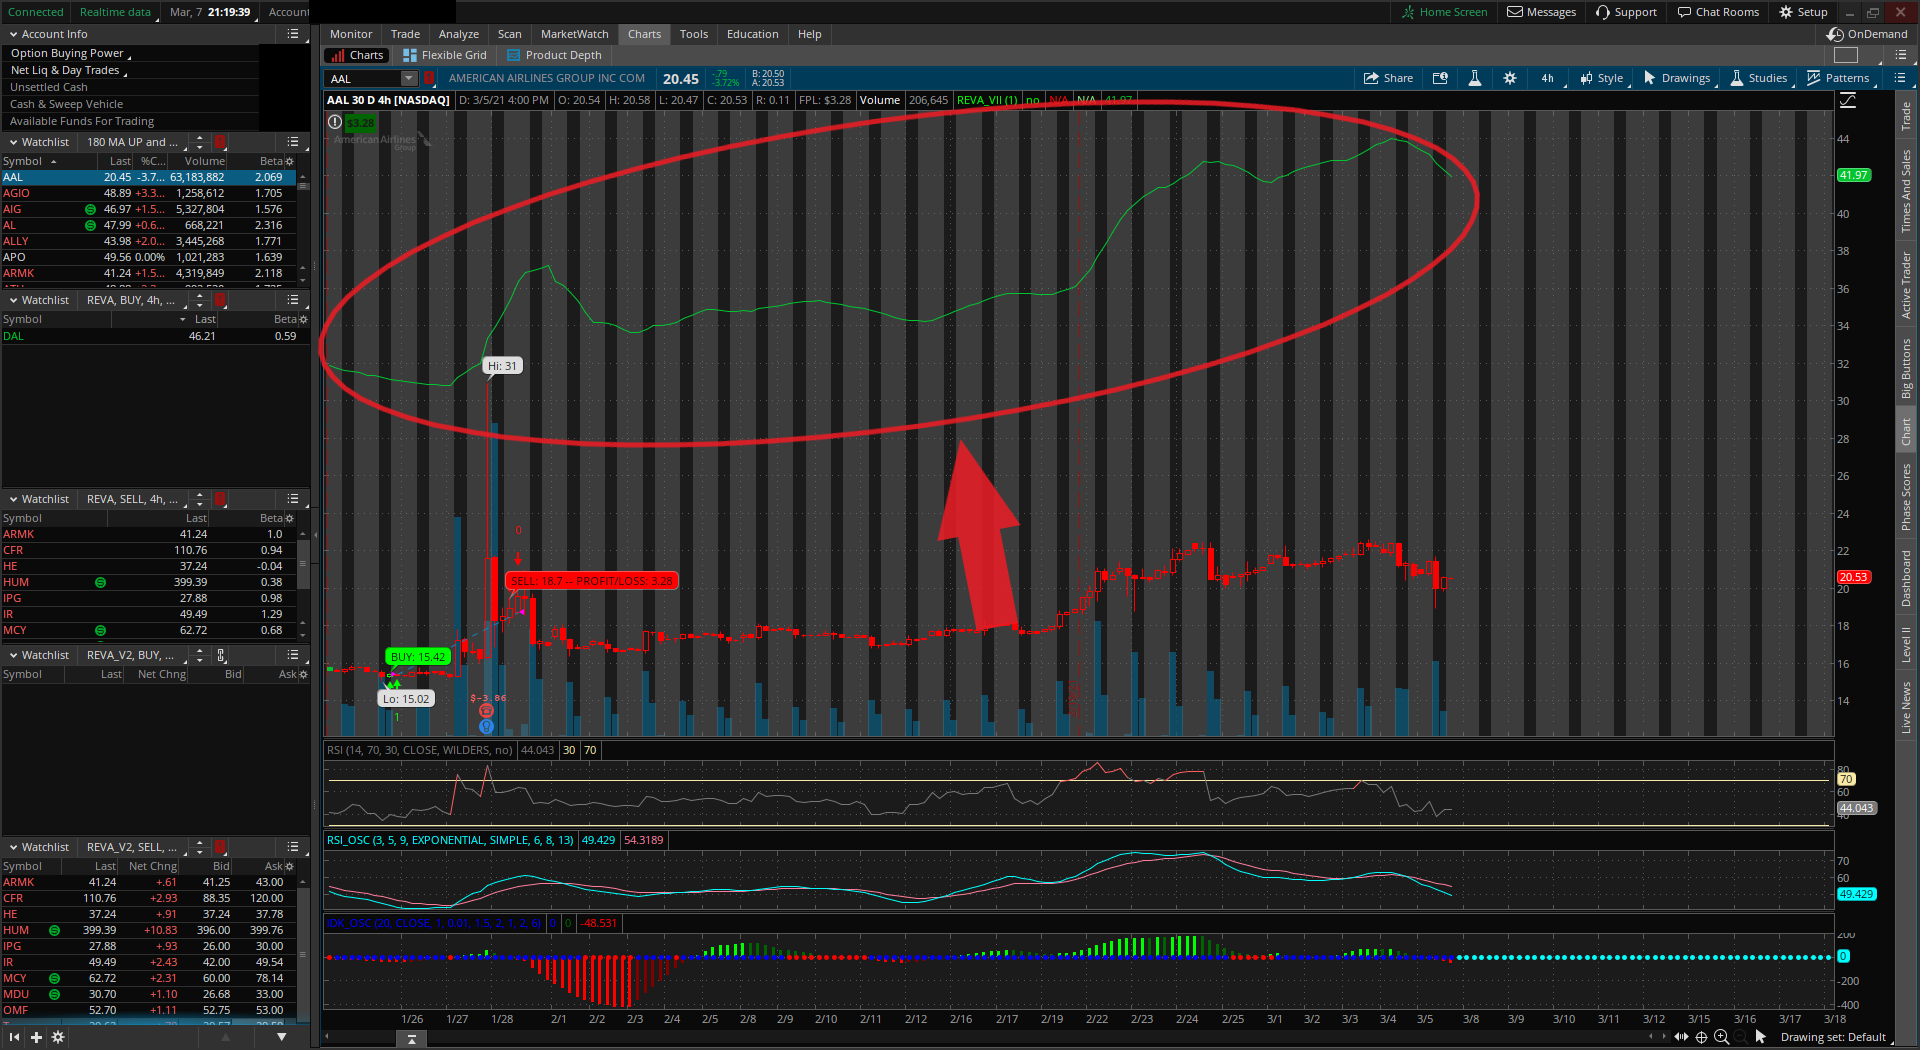 Connected Realtime data Mar, 7 21:19:39 Account Home Screen Messages Support Chat Rooms Setup
Account Info
Option Buying Power
Net Liq & Day Trades
Unsettled Cash
Cash & Sweep Vehicle
Available Funds For Trading
Watchlist 180 MA UP and ...
Symbol Last %C... Volume Beta
AAL 20.45 -3.7... 63,183,882 2.069
AGIO 48.89 +3.3... 1,258,612 1.705
AIG 46.97 +1.5... 5,327,804 1.576
AL 47.99 +0.6... 668,221 2.316
ALLY 43.98 +2.0... 3,445,268 1.771
APO 49.56 0.00% 1,021,283 1.639
ARMK 41.24 +1.5... 4,319,849 2.118
Watchlist REVA, BUY, 4h, ...
Symbol Last Beta
DAL 46.21 0.59
Watchlist REVA, SELL, 4h, ...
Symbol Last Beta
ARMK 41.24 1.0
CFR 110.76 0.94
HE 37.24 -0.04
HUM 399.39 0.38
IPG 27.88 0.98
IR 49.49 1.29
MCY 62.72 0.68
Watchlist REVA_V2, BUY, ...
Symbol Last Net Chng Bid Ask
Watchlist REVA_V2, SELL, ...
Symbol Last Net Chng Bid Ask
ARMK 41.24 +.61 41.25 43.00
CFR 110.76 +2.93 88.35 120.00
HE 37.24 +.91 37.24 37.78
HUM 399.39 +10.83 396.00 399.76
IPG 27.88 +.93 26.00 30.00
IR 49.49 +2.43 42.00 49.54
MCY 62.72 +2.31 60.00 78.14
MDU 30.70 +1.10 26.68 33.00
OMF 52.70 +1.11 52.75 53.00
Monitor Trade Analyze Scan MarketWatch Charts Tools Education Help OnDemand
Charts Flexible Grid Product Depth
AAL AMERICAN AIRLINES GROUP INC COM 20.45 -.79 -3.72% B: 20.50 A: 20.53 Share 4h Style Drawings Studies Patterns
AAL 30 D 4h [NASDAQ] D: 3/5/21 4:00 PM O: 20.54 H: 20.58 L: 20.47 C: 20.53 R: 0.11 FPL: $3.28 Volume 206,645 REVA_VII (1) no N/A N/A 41.97
$3.28
American Airlines
Group
44
41.97
40
38
36
34
32
30
28
26
24
22
20.53
20
18
16
14
Hi: 31
0
SELL: 18.7 -- PROFIT/LOSS: 3.28
BUY: 15.42
Lo: 15.02
1
$-3.86
RSI (14, 70, 30, CLOSE, WILDERS, no) 44.043 30 70
80
70
60
44.043
40
RSI_OSC (3, 5, 9, EXPONENTIAL, SIMPLE, 6, 8, 13) 49.429 54.3189
70
60
49.429
IDK_OSC (20, CLOSE, 1, 0.01, 1.5, 2, 1, 2, 6) 0 0 -48.531
200
0
-200
-400
1/26 1/27 1/28 2/1 2/2 2/3 2/4 2/5 2/8 2/9 2/10 2/11 2/12 2/16 2/17 2/19 2/22 2/23 2/24 2/25 3/1 3/2 3/3 3/4 3/5 3/8 3/9 3/10 3/11 3/12 3/15 3/16 3/17 3/18
Drawing set: Default
Trade
Times And Sales
Active Trader
Big Buttons
Chart
Phase Scores
Dashboard
Level II
Live News